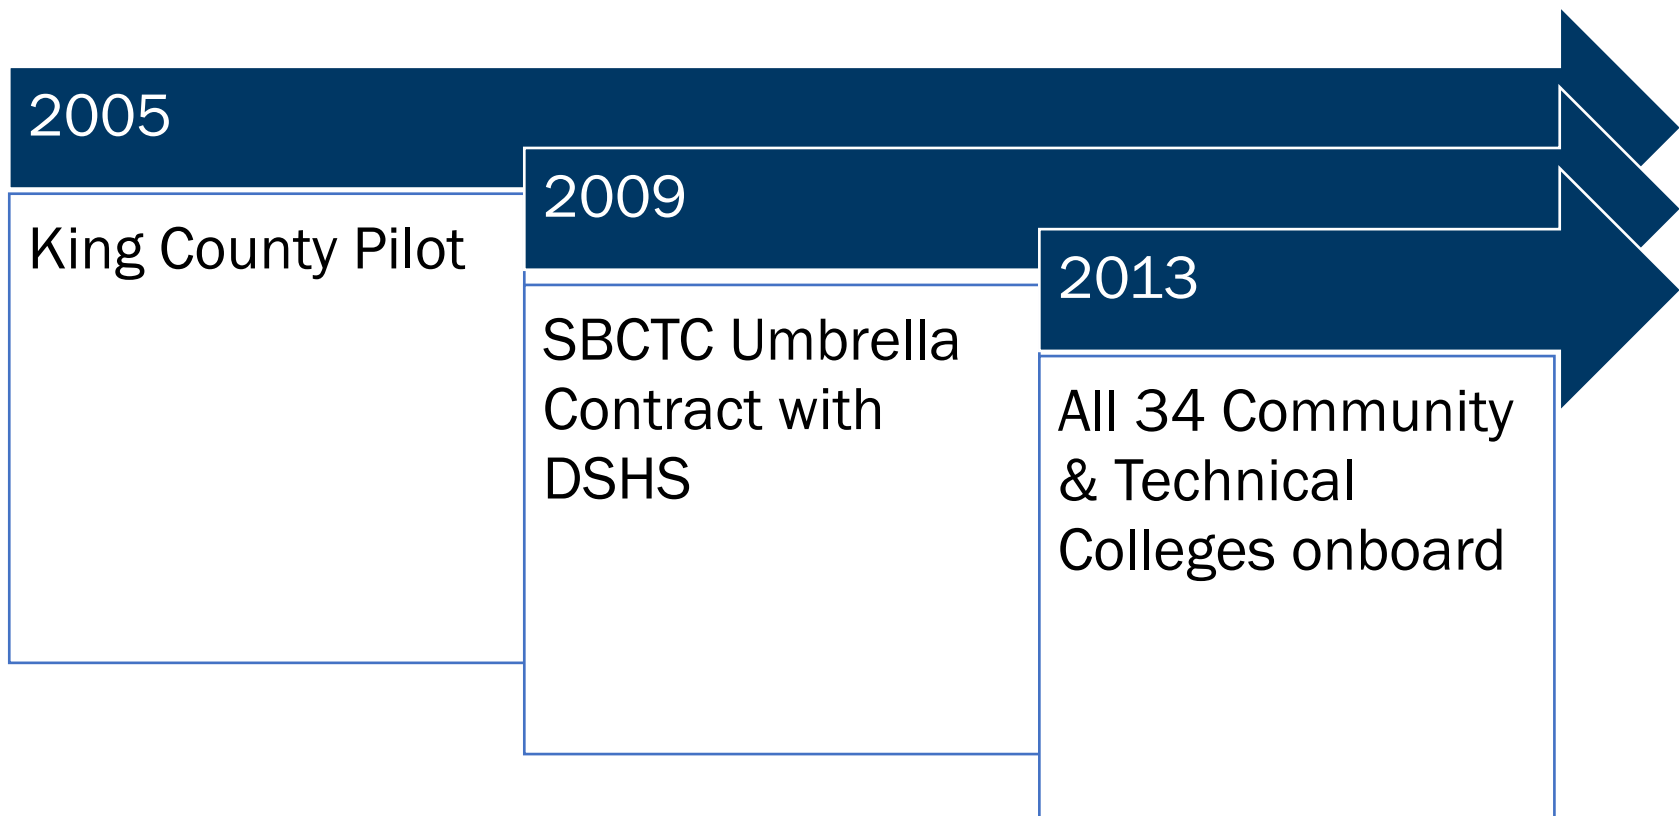 2005
King County Pilot
2009
SBCTC Umbrella
Contract with
DSHS
2013
All 34 Community
& Technical
Colleges onboard